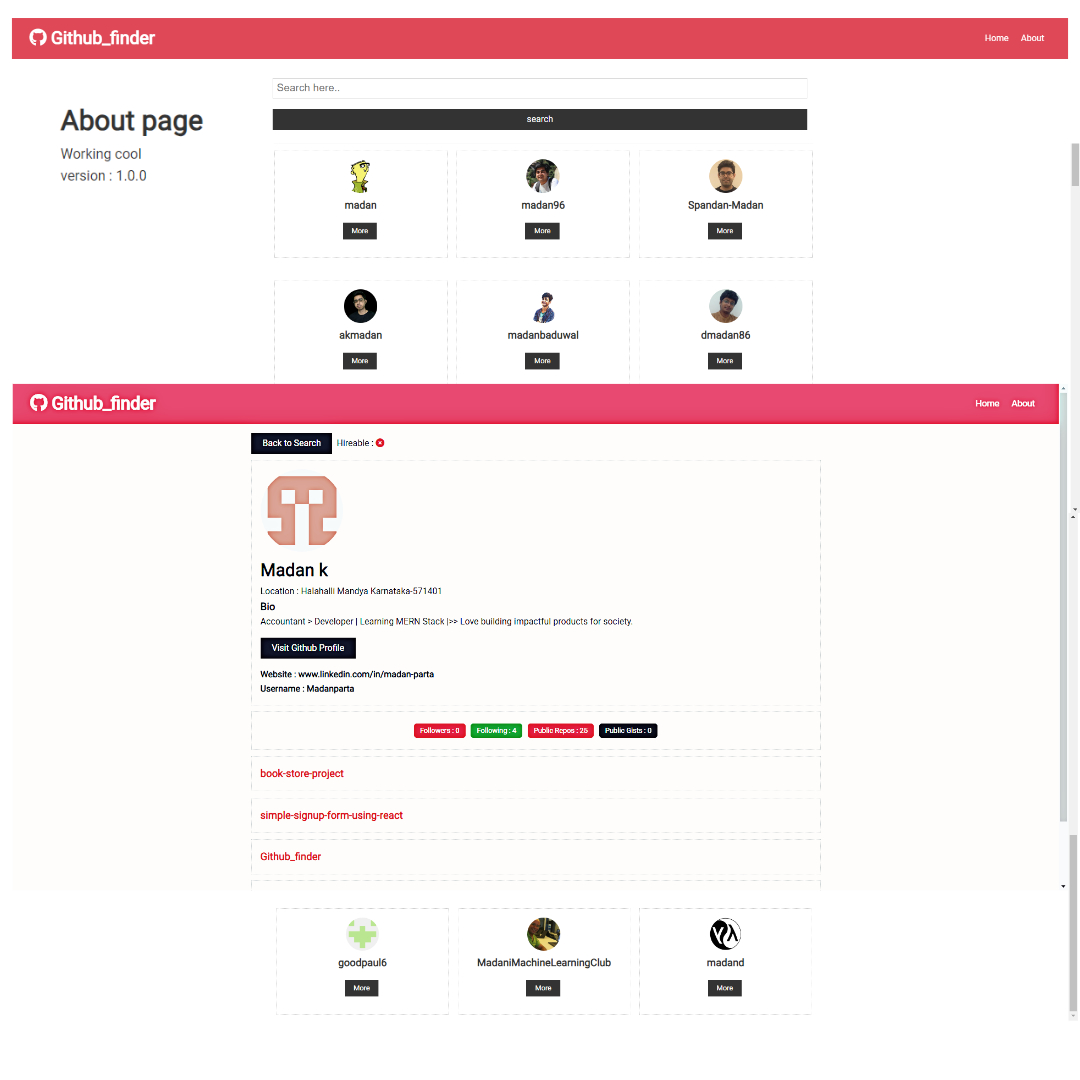 Github_finder
Home About
Search here..
search
About page
Working cool
version : 1.0.0
madan madan96 Spandan-Madan
More More More
akmadan madanbaduwal dmadan86
More More More
Github_finder
Home About
Back to Search Hireable :
Madan k
Location : Halahalli Mandya Karnataka-571401
Bio
Accountant > Developer | Learning MERN Stack |>> Love building impactful products for society.
Visit Github Profile
Website : www.linkedin.com/in/madan-parta
Username : Madanparta
Followers : 0 Following : 4 Public Repos : 25 Public Gists : 0
book-store-project
simple-signup-form-using-react
Github_finder
goodpaul6 MadaniMachineLearningClub madand
More More More